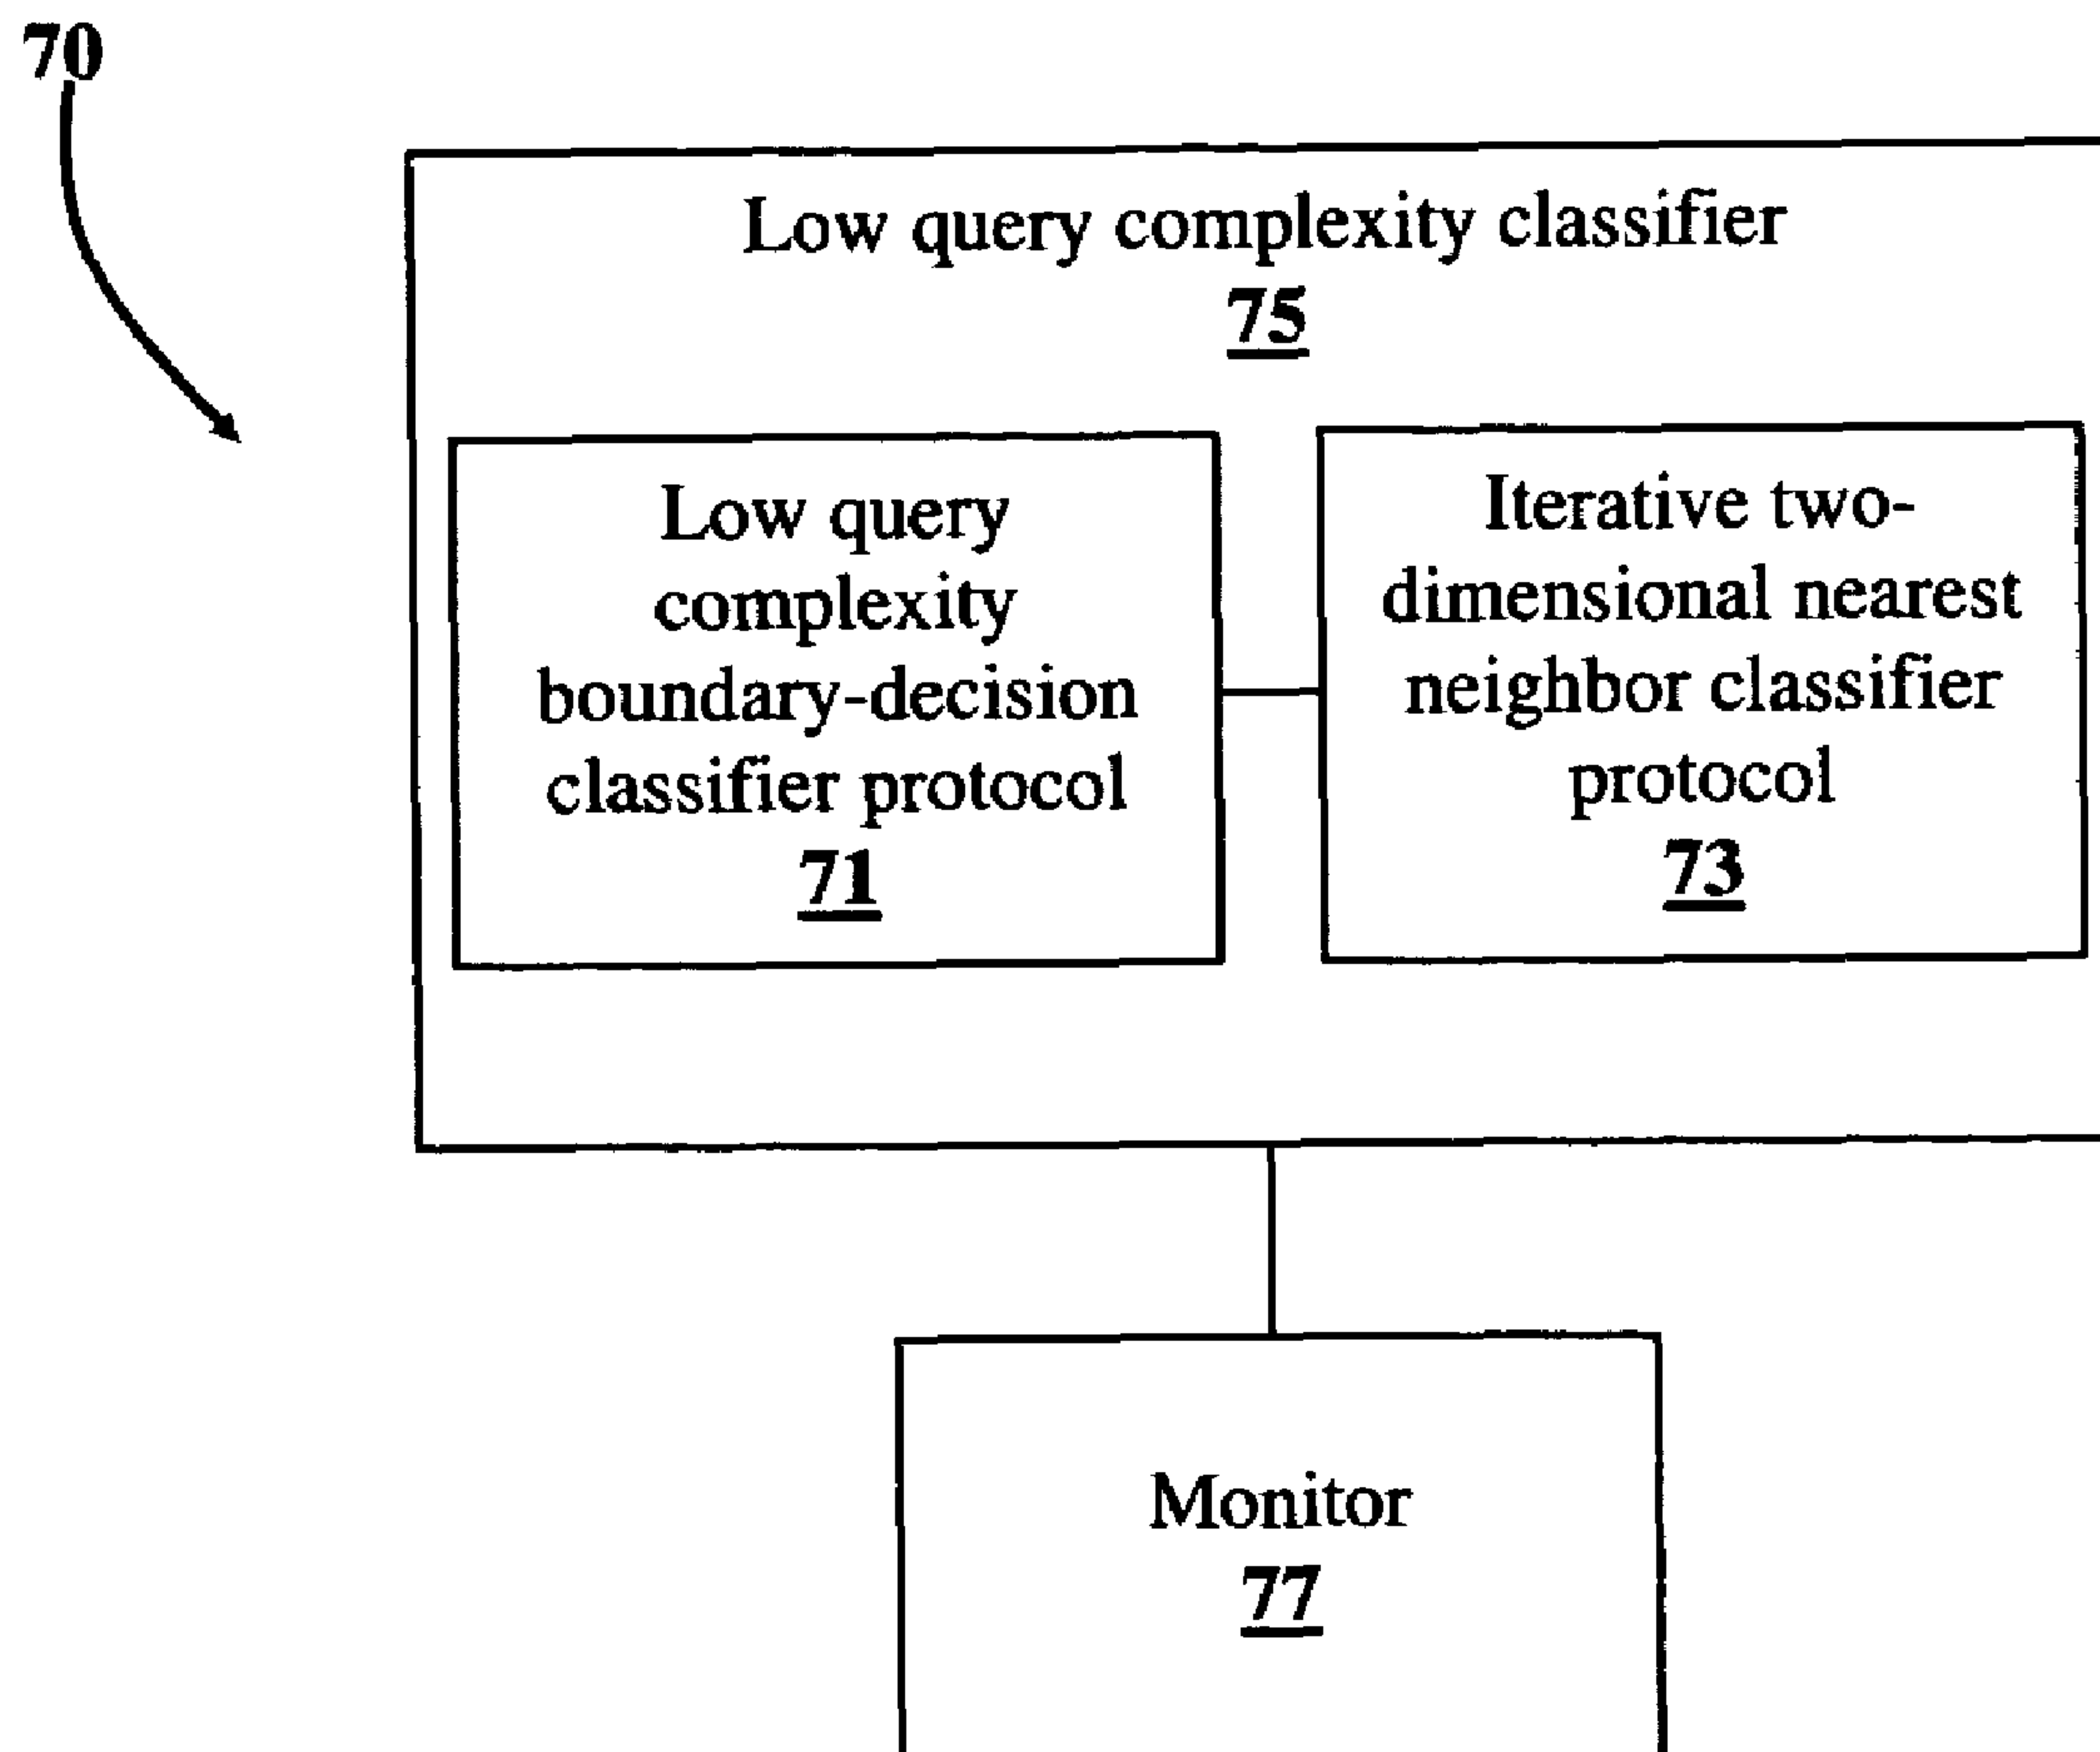 70
Low query complexity classifier
75
Low query
complexity
boundary-decision
classifier protocol
71
Iterative two-
dimensional nearest
neighbor classifier
protocol
73
Monitor
77